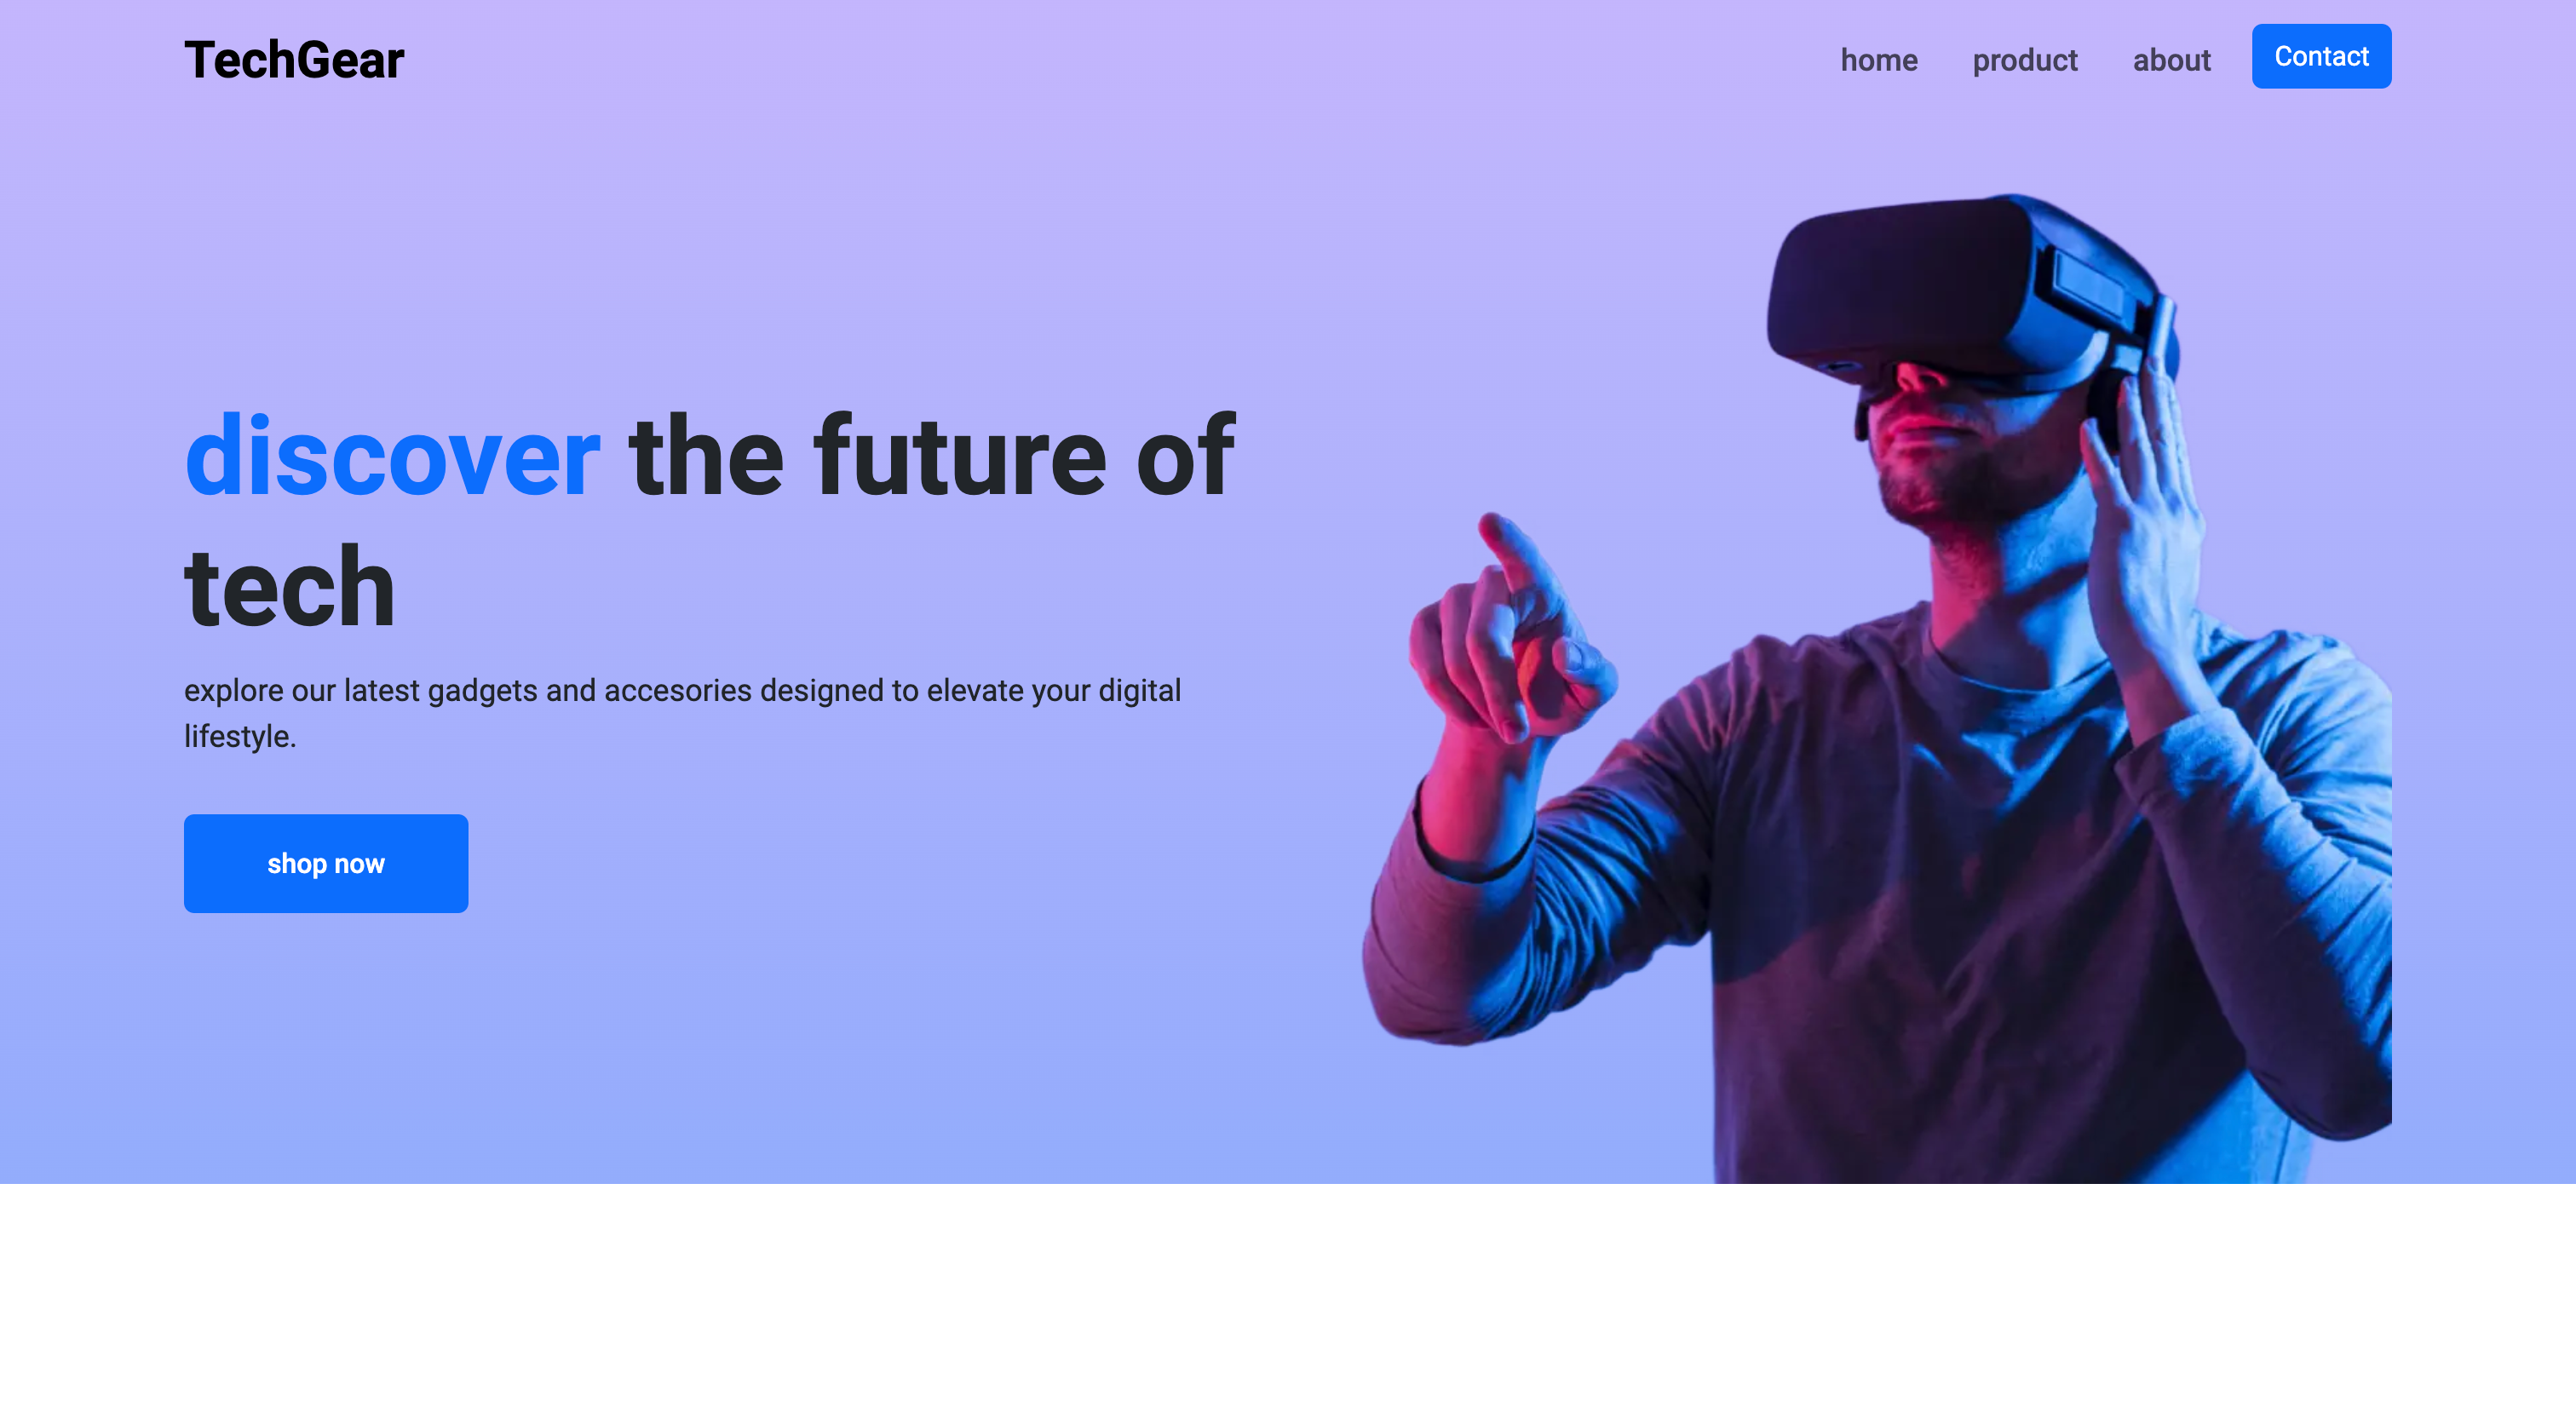 TechGear
home product about Contact
discover the future of
tech
explore our latest gadgets and accesories designed to elevate your digital
lifestyle.
shop now